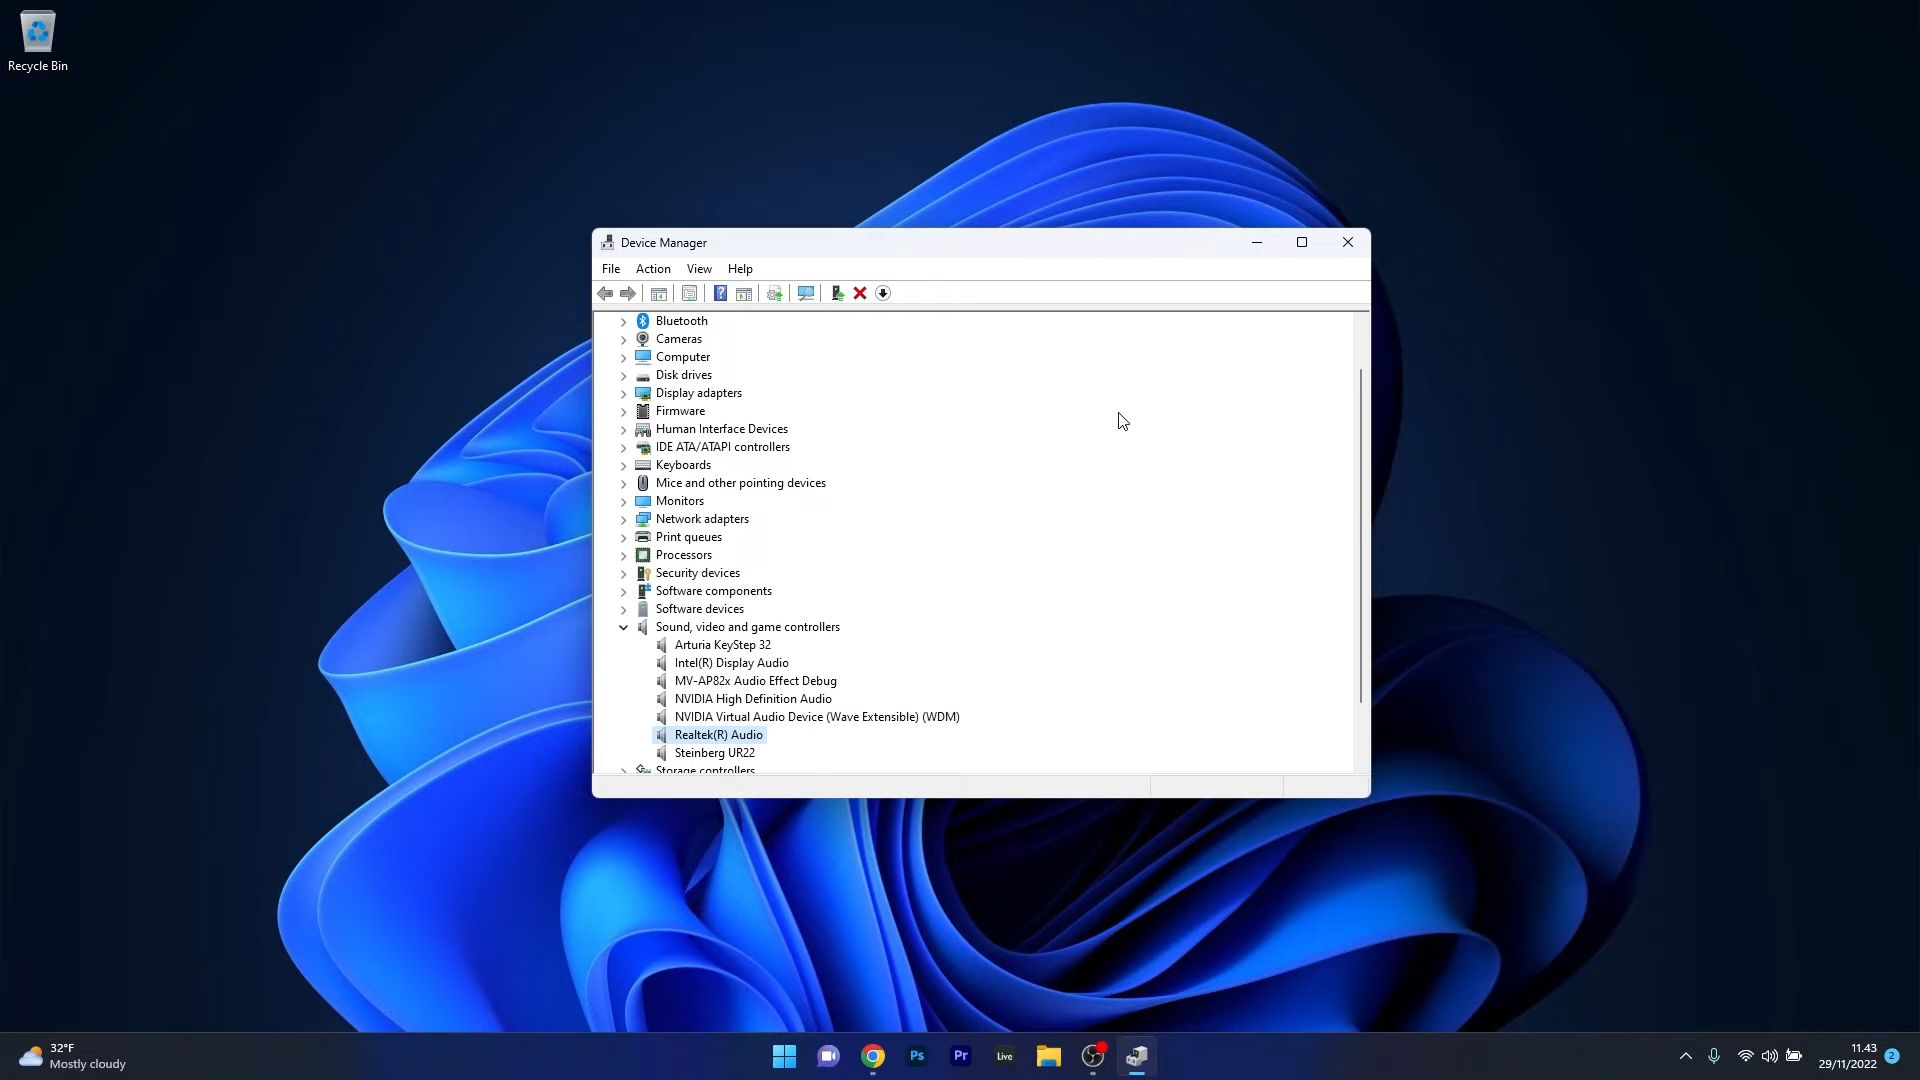 Recycle Bin
Device Manager
File Action View Help
Bluetooth
Cameras
Computer
Disk drives
Display adapters
Firmware
Human Interface Devices
IDE ATA/ATAPI controllers
Keyboards
Mice and other pointing devices
Monitors
Network adapters
Print queues
Processors
Security devices
Software components
Software devices
Sound, video and game controllers
Arturia KeyStep 32
Intel(R) Display Audio
MV-AP82x Audio Effect Debug
NVIDIA High Definition Audio
NVIDIA Virtual Audio Device (Wave Extensible) (WDM)
Realtek(R) Audio
Steinberg UR22
Storage controllers
32°F
Mostly cloudy
Ps
Pr
Live
11.43
29/11/2022
2